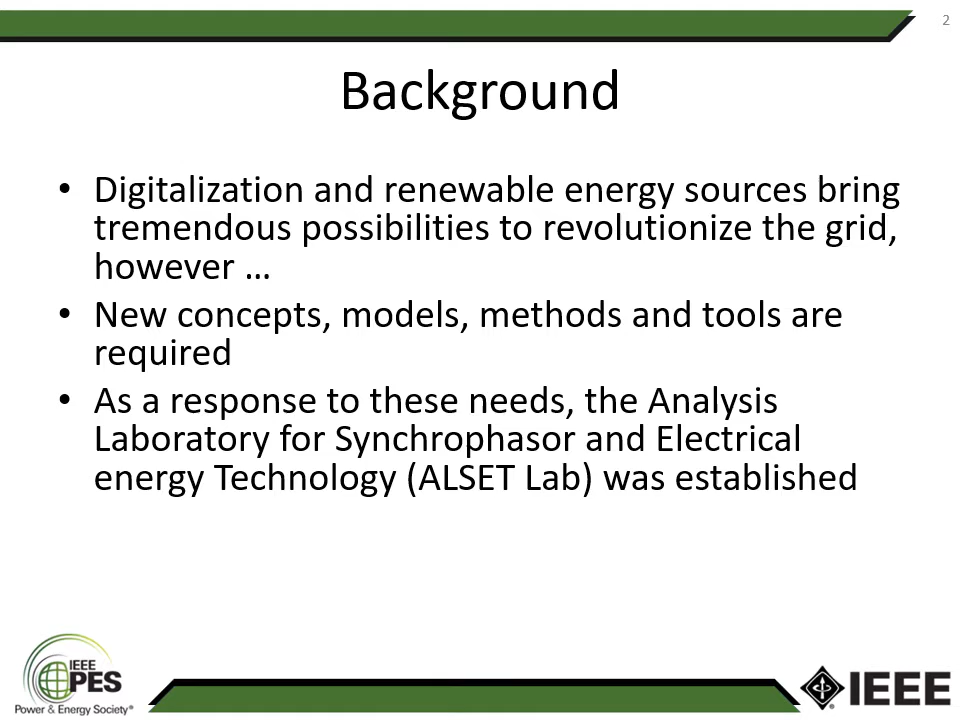 2
Background
• Digitalization and renewable energy sources bring
tremendous possibilities to revolutionize the grid,
however …
• New concepts, models, methods and tools are
required
• As a response to these needs, the Analysis
Laboratory for Synchrophasor and Electrical
energy Technology (ALSET Lab) was established
IEEE
PES
Power & Energy Society®
IEEE